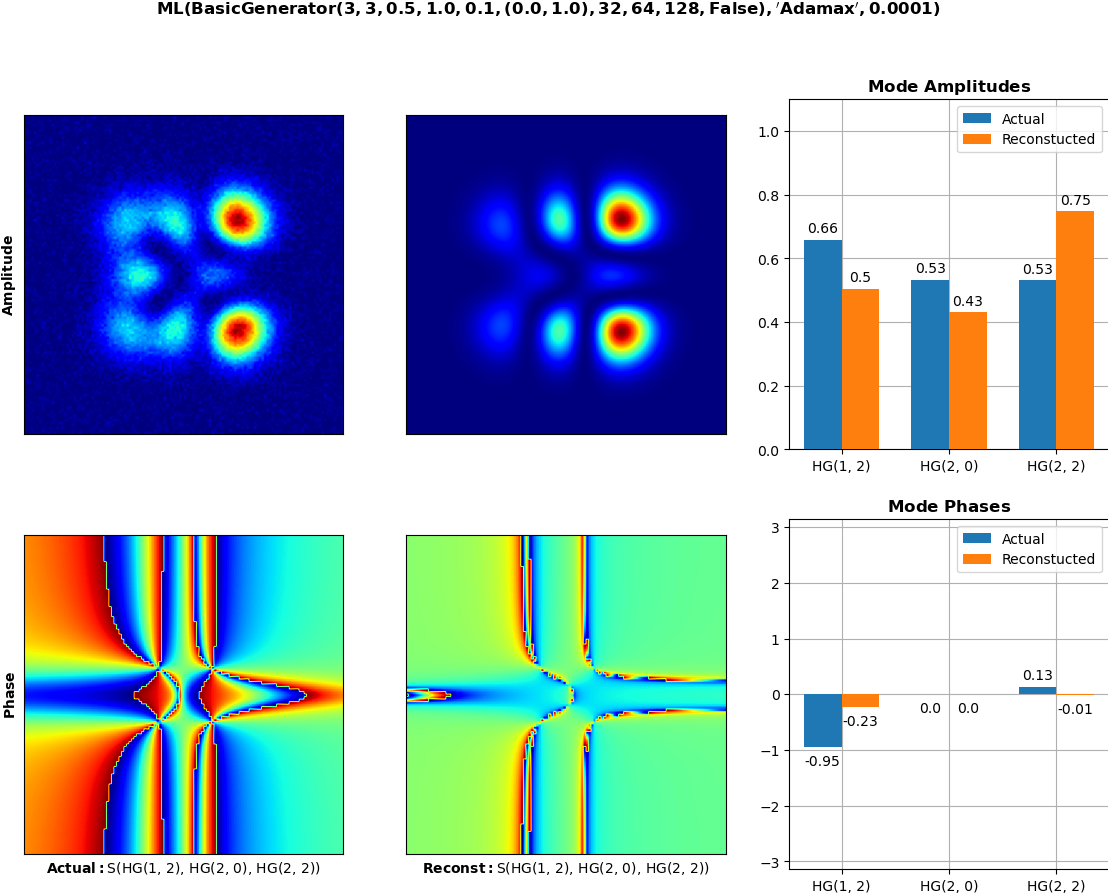 ML(BasicGenerator(3, 3, 0.5, 1.0, 0.1, (0.0, 1.0), 32, 64, 128, False), ′Adamax′, 0.0001)
Amplitude
Mode Amplitudes
Actual
Reconstucted
1.0
0.8
0.6
0.4
0.2
0.0
0.66
0.5
0.53
0.43
0.53
0.75
HG(1, 2)
HG(2, 0)
HG(2, 2)
Phase
Actual: S(HG(1, 2), HG(2, 0), HG(2, 2))
Reconst: S(HG(1, 2), HG(2, 0), HG(2, 2))
Mode Phases
Actual
Reconstucted
3
2
1
0
−1
−2
−3
-0.95
-0.23
0.0
0.0
0.13
-0.01
HG(1, 2)
HG(2, 0)
HG(2, 2)